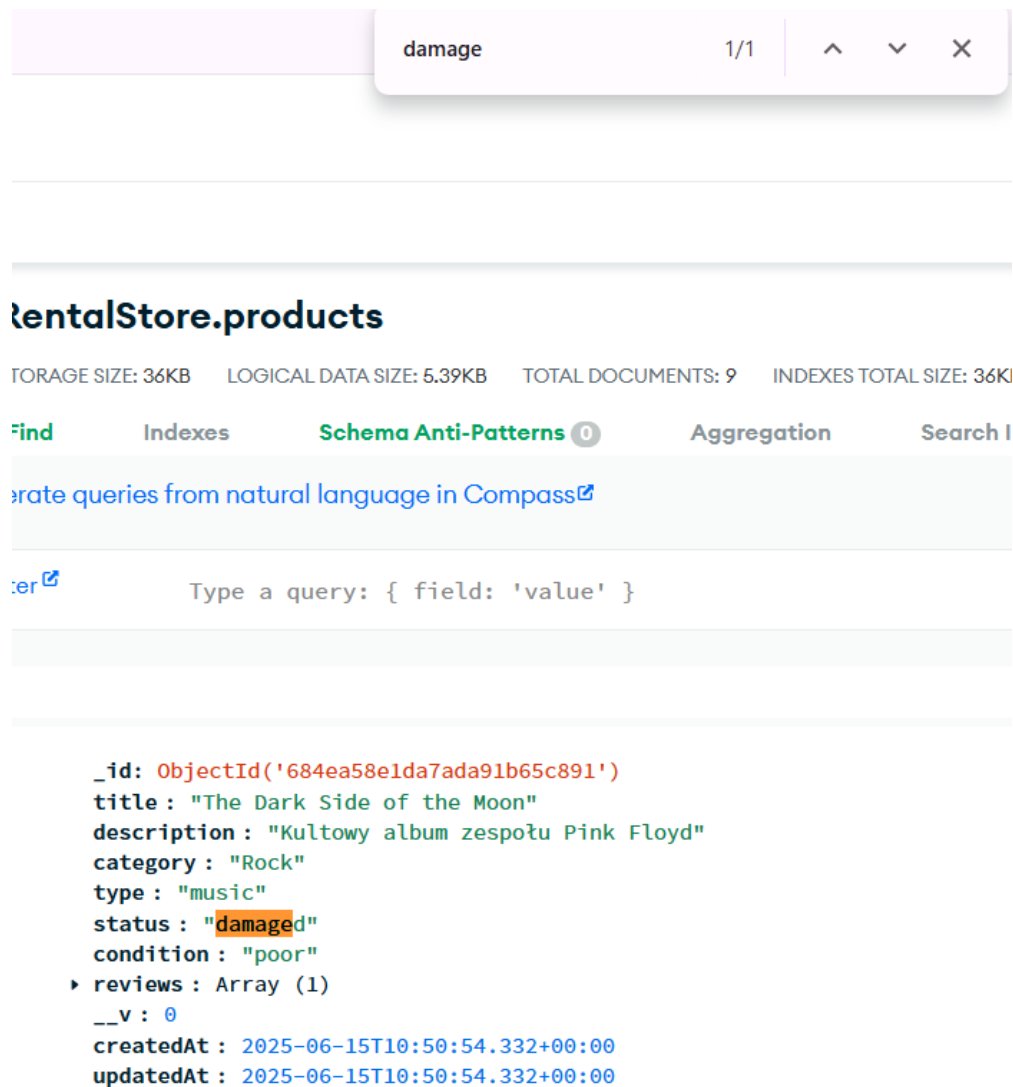 damage 1/1
RentalStore.products
TORAGE SIZE: 36KB LOGICAL DATA SIZE: 5.39KB TOTAL DOCUMENTS: 9 INDEXES TOTAL SIZE: 36K
Find Indexes Schema Anti-Patterns 0 Aggregation Search I
erate queries from natural language in Compass
ter Type a query: { field: 'value' }
_id: ObjectId('684ea58e1da7ada91b65c891')
title : "The Dark Side of the Moon"
description : "Kultowy album zespołu Pink Floyd"
category : "Rock"
type : "music"
status : "damaged"
condition : "poor"
reviews : Array (1)
__v : 0
createdAt : 2025-06-15T10:50:54.332+00:00
updatedAt : 2025-06-15T10:50:54.332+00:00